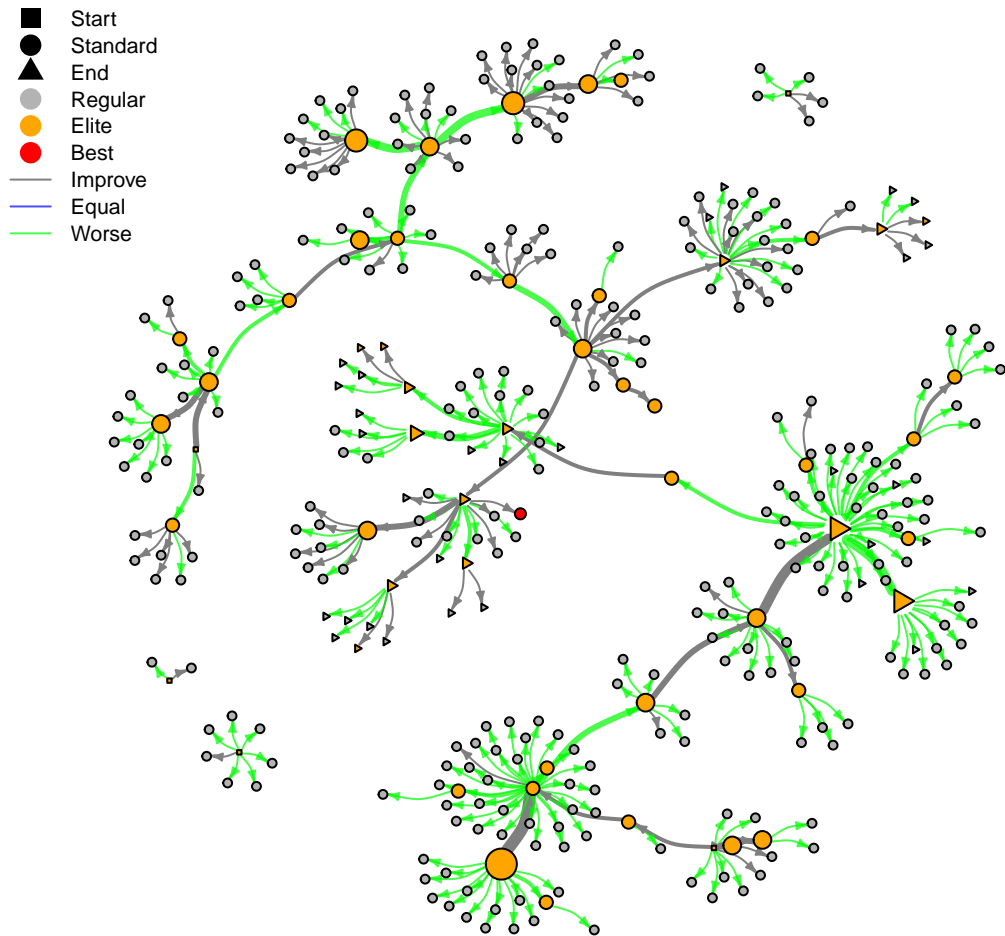 Start
Standard
End
Regular
Elite
Best
Improve
Equal
Worse